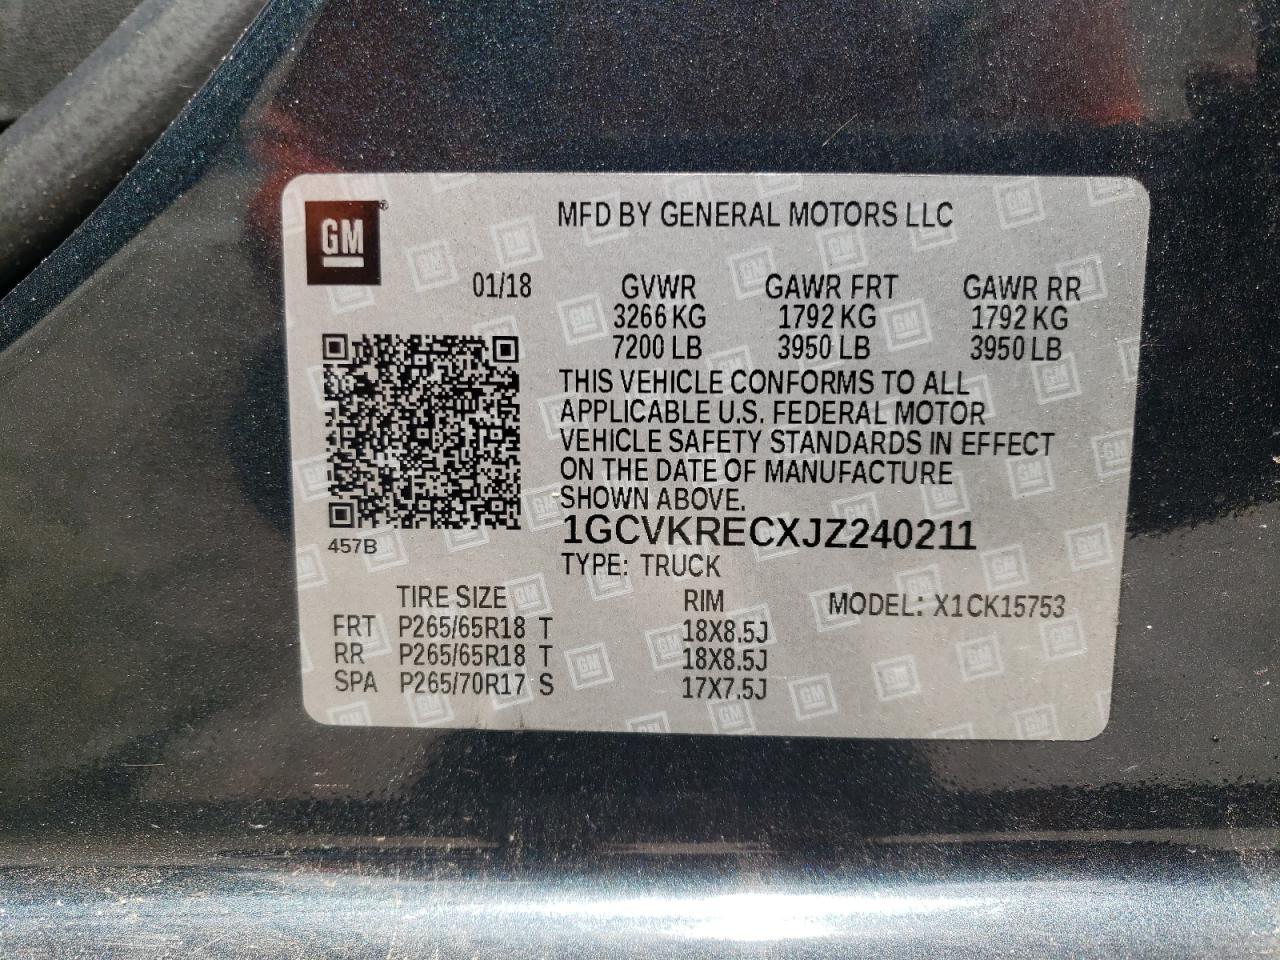 GM®
MFD BY GENERAL MOTORS LLC
01/18 GVWR GAWR FRT GAWR RR
3266 KG 1792 KG 1792 KG
7200 LB 3950 LB 3950 LB
THIS VEHICLE CONFORMS TO ALL
APPLICABLE U.S. FEDERAL MOTOR
VEHICLE SAFETY STANDARDS IN EFFECT
ON THE DATE OF MANUFACTURE
SHOWN ABOVE.
1GCVKRECXJZ240211
457B
TYPE: TRUCK
TIRE SIZE RIM MODEL: X1CK15753
FRT P265/65R18 T 18X8.5J
RR P265/65R18 T 18X8.5J
SPA P265/70R17 S 17X7.5J